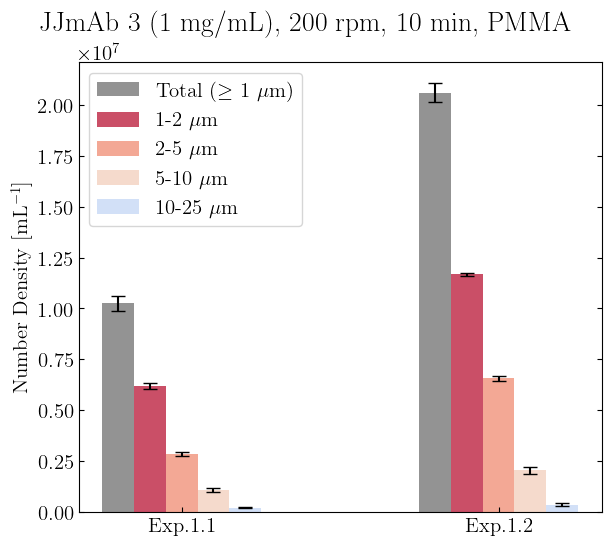 JJmAb 3 (1 mg/mL), 200 rpm, 10 min, PMMA
×10⁷
Total (≥ 1 μm)
1-2 μm
2-5 μm
5-10 μm
10-25 μm
Number Density [mL⁻¹]
2.00
1.75
1.50
1.25
1.00
0.75
0.50
0.25
0.00
Exp.1.1 Exp.1.2